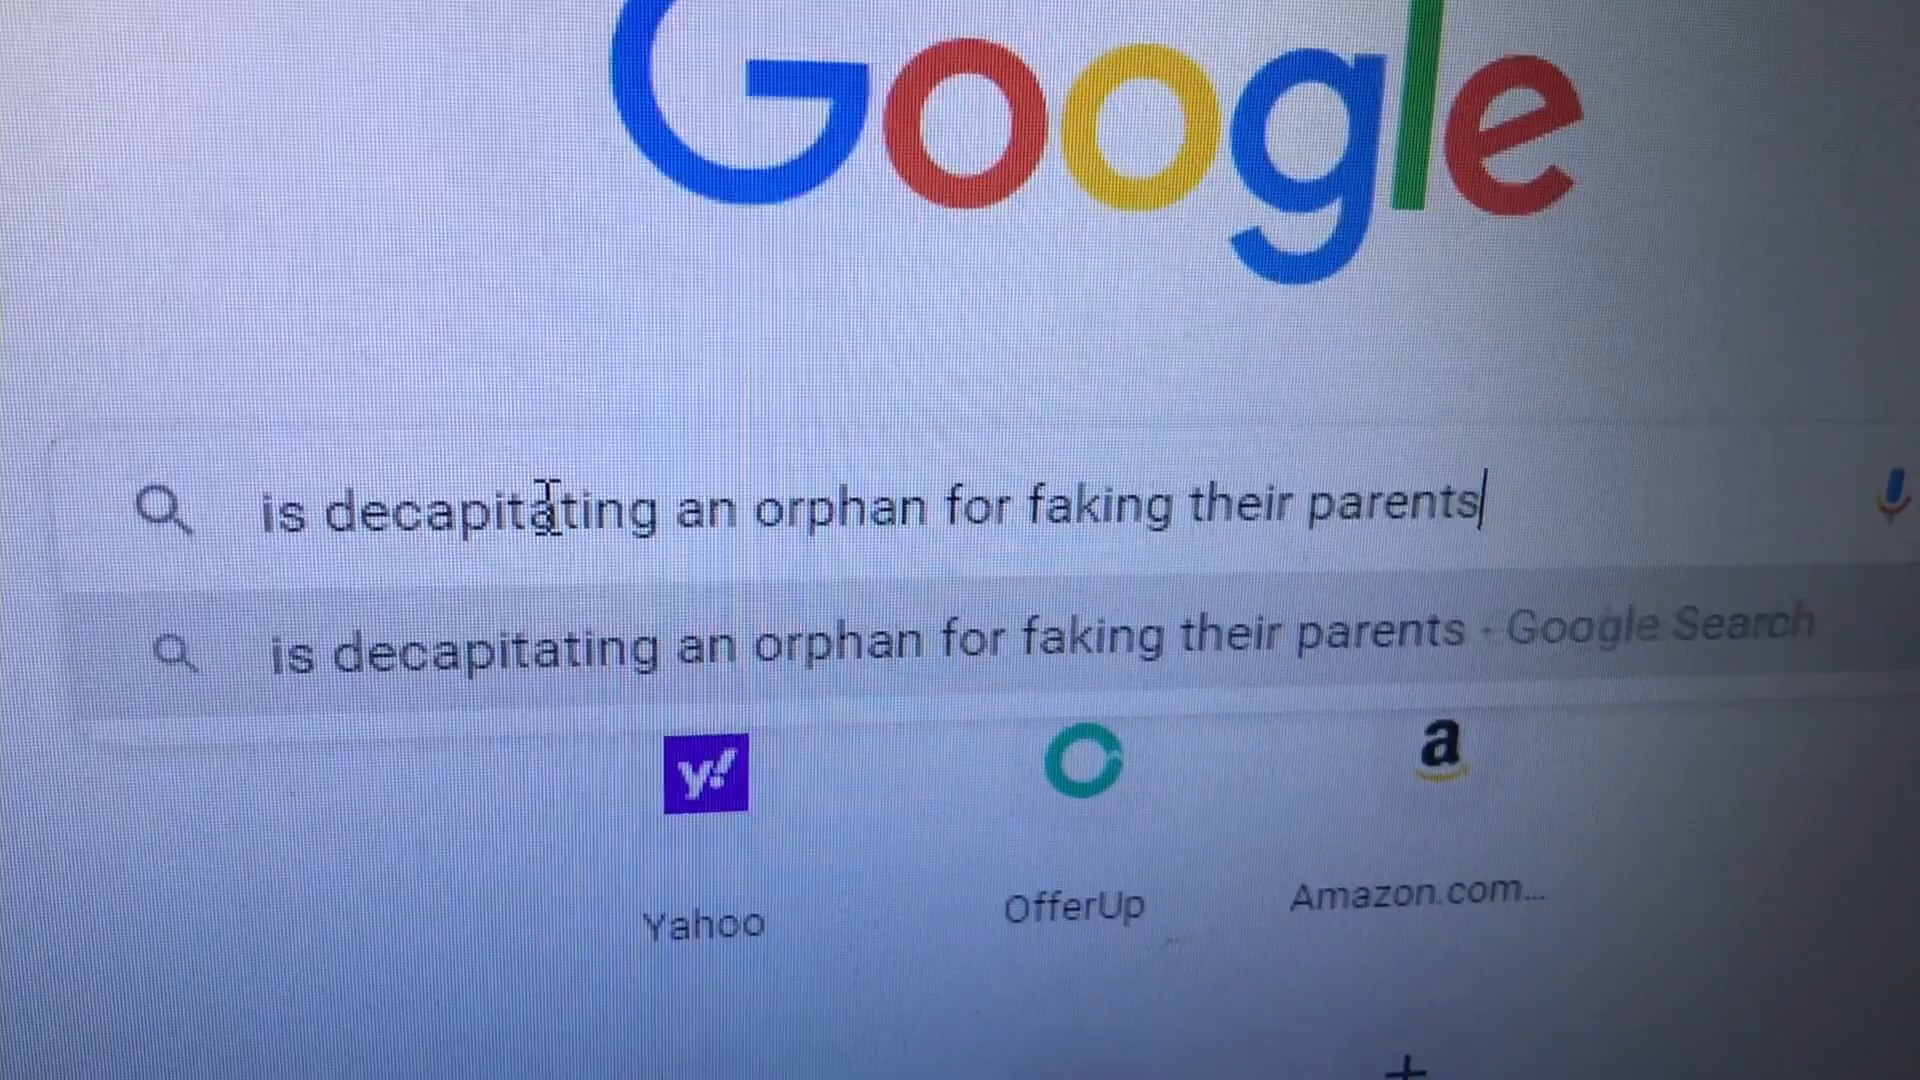 Google
is decapitating an orphan for faking their parents
is decapitating an orphan for faking their parents - Google Search
y!
a
Yahoo
OfferUp
Amazon.com...